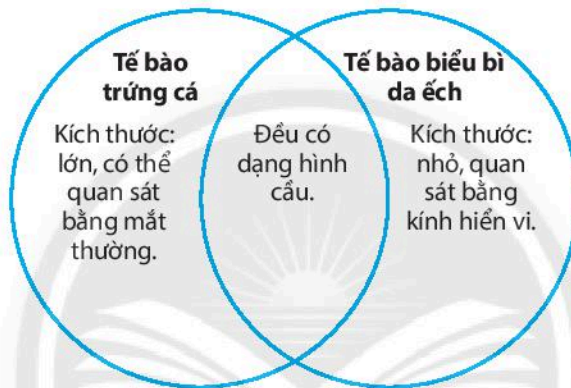 Tế bào
trứng cá
Kích thước:
lớn, có thể
quan sát
bằng mắt
thường.
Đều có
dạng hình
cầu.
Tế bào biểu bì
da ếch
Kích thước:
nhỏ, quan
sát bằng
kính hiển vi.